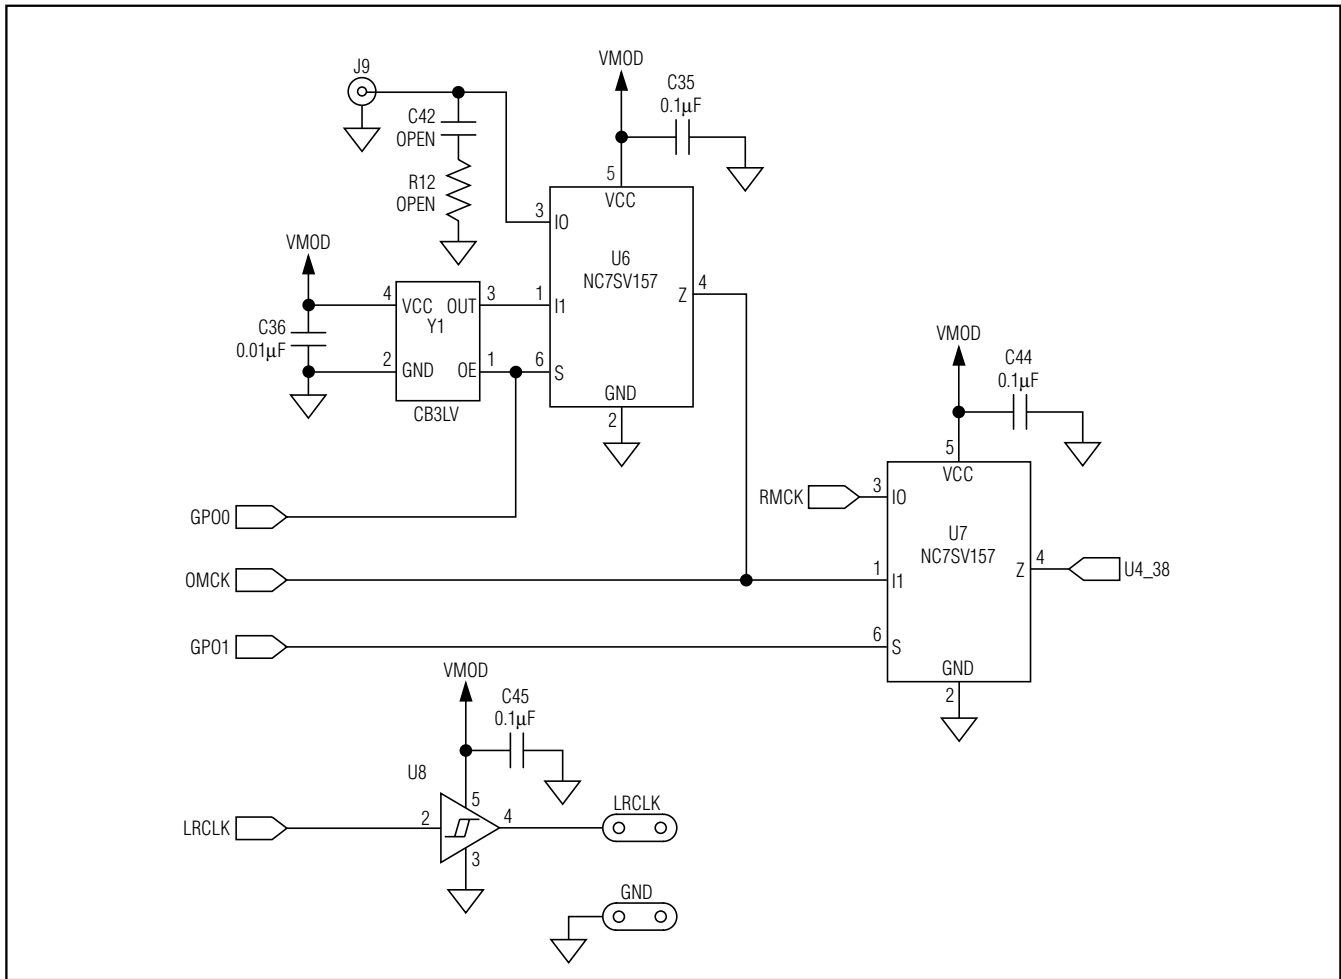 J9
VMOD
C35
0.1μF
C42
OPEN
R12
OPEN
5
VCC
3
I0
U6
NC7SV157
Z
4
VMOD
C36
0.01μF
4
VCC
OUT
3
1
I1
Y1
2
GND
OE
1
6
S
CB3LV
GND
2
VMOD
C44
0.1μF
5
VCC
RMCK
3
I0
U7
NC7SV157
GPO0
OMCK
1
I1
Z
4
U4_38
GPO1
6
S
GND
2
VMOD
C45
0.1μF
U8
5
LRCLK
2
4
LRCLK
3
GND